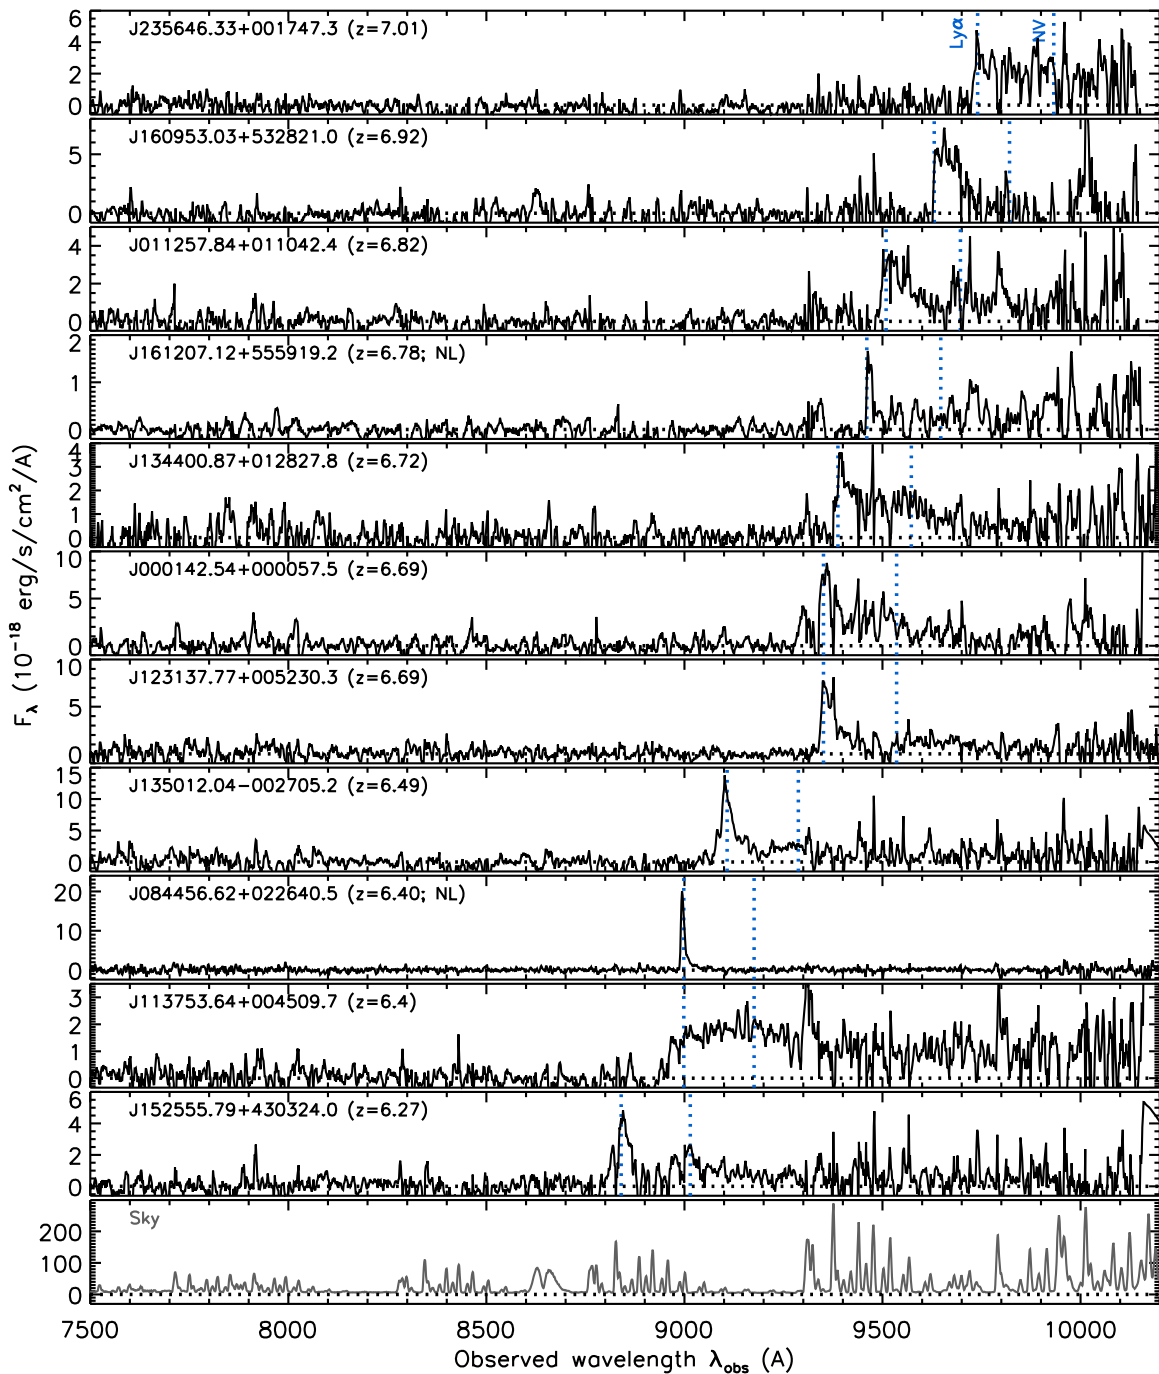 J235646.33+001747.3 (z=7.01)
Lyα
NV
6
4
2
0
J160953.03+532821.0 (z=6.92)
5
0
J011257.84+011042.4 (z=6.82)
4
2
0
J161207.12+555919.2 (z=6.78; NL)
2
1
0
J134400.87+012827.8 (z=6.72)
4
3
2
1
0
J000142.54+000057.5 (z=6.69)
10
5
0
J123137.77+005230.3 (z=6.69)
10
5
0
J135012.04-002705.2 (z=6.49)
15
10
5
0
J084456.62+022640.5 (z=6.40; NL)
20
10
0
J113753.64+004509.7 (z=6.4)
3
2
1
0
J152555.79+430324.0 (z=6.27)
6
4
2
0
Sky
200
100
0
Fλ (10⁻¹⁸ erg/s/cm²/A)
7500 8000 8500 9000 9500 10000
Observed wavelength λobs (A)